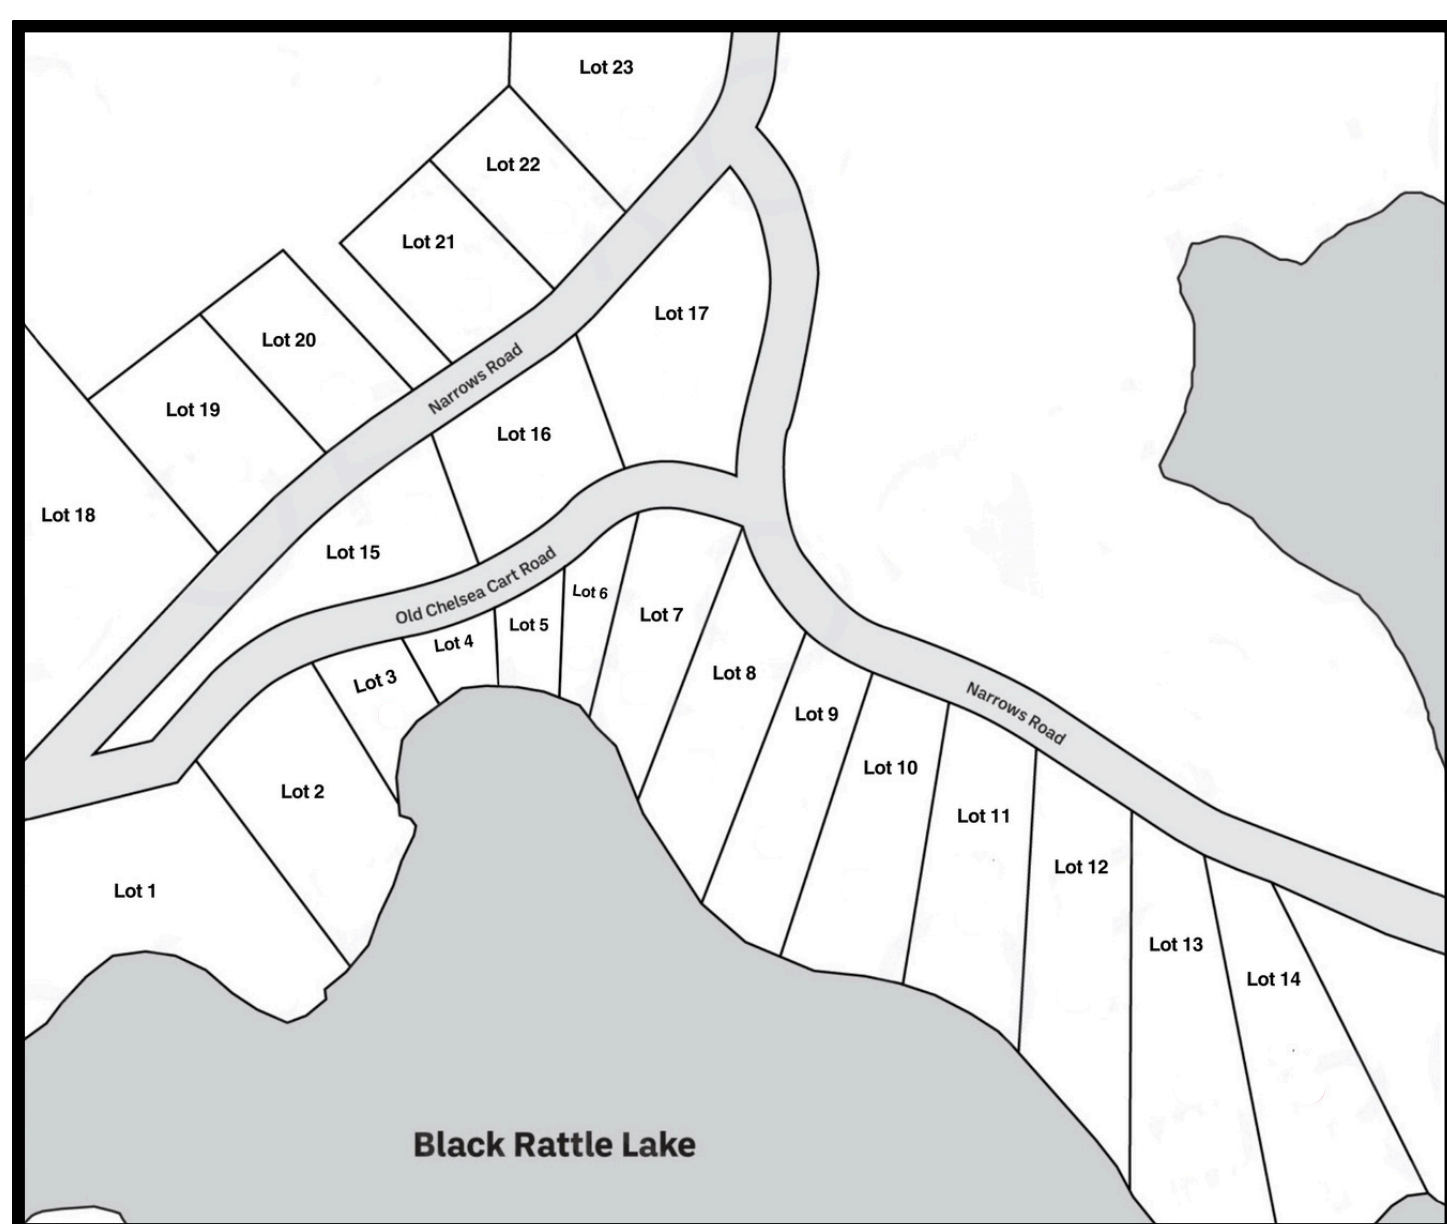 Lot 23
Lot 22
Lot 21
Lot 17
Lot 20
Narrows Road
Lot 19
Lot 16
Lot 18
Lot 15
Old Chelsea Cart Road
Lot 6
Lot 7
Lot 5
Lot 4
Lot 3
Lot 8
Lot 9
Narrows Road
Lot 10
Lot 2
Lot 11
Lot 12
Lot 1
Lot 13
Lot 14
Black Rattle Lake